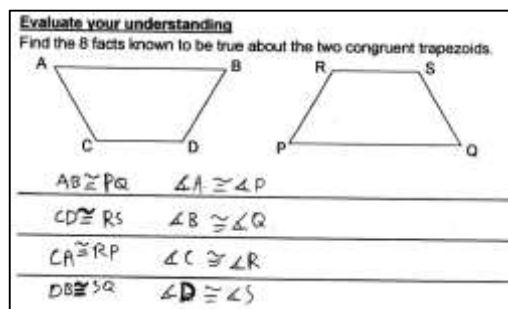 Evaluate your understanding
Find the 8 facts known to be true about the two congruent trapezoids.
A B R S
C D P Q
AB≅PQ ∡A ≅ ∡P
CD≅ RS ∡B ≅ ∡Q
CA≅RP ∡C ≅ ∠R
DB≅SQ ∡D ≅ ∡S